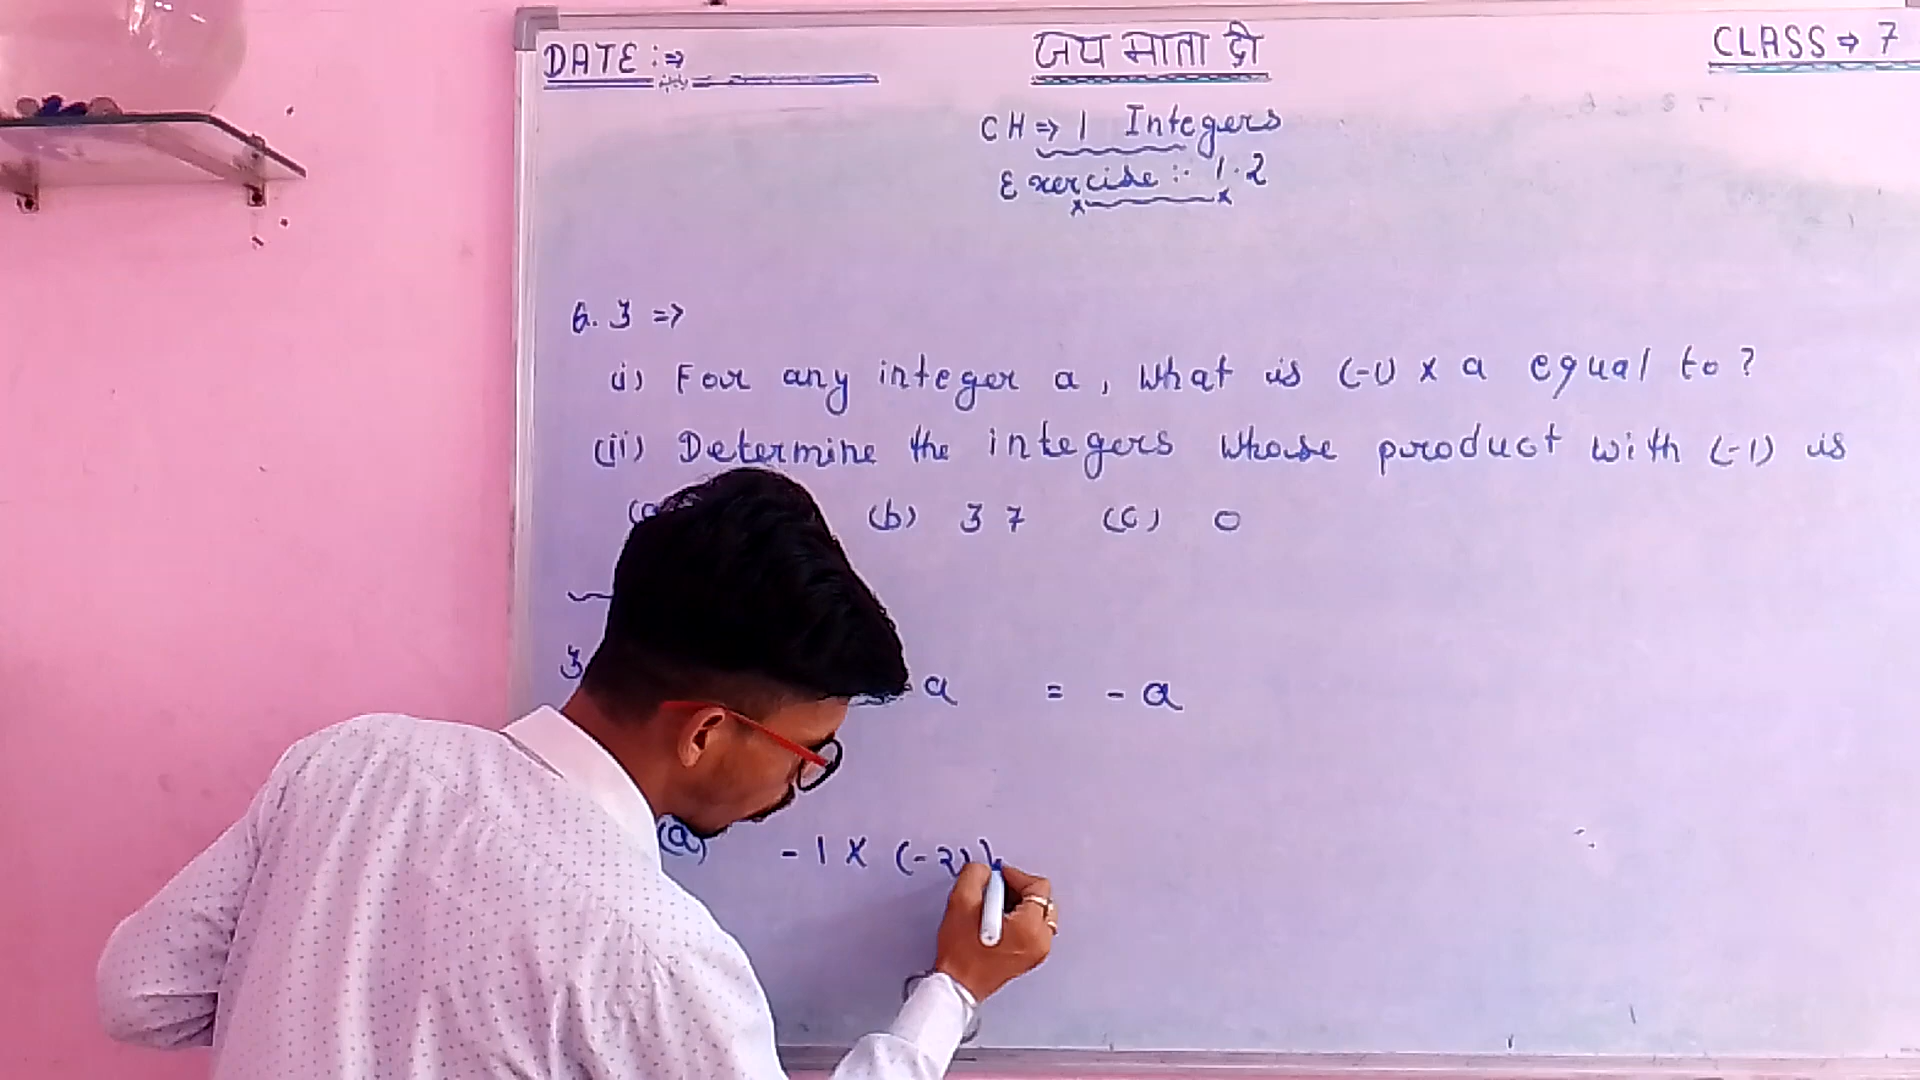 DATE :⇒
जय माता दी
CLASS → 7
CH ⇒ 1 Integers
Exercise :- 1.2
Q. 3 =>
(i) For any integer a, What is (-1) x a equal to ?
(ii) Determine the integers whose product with (-1) is
(a) (b) 37 (c) 0
3
a = - a
(a) - 1 x (-2)